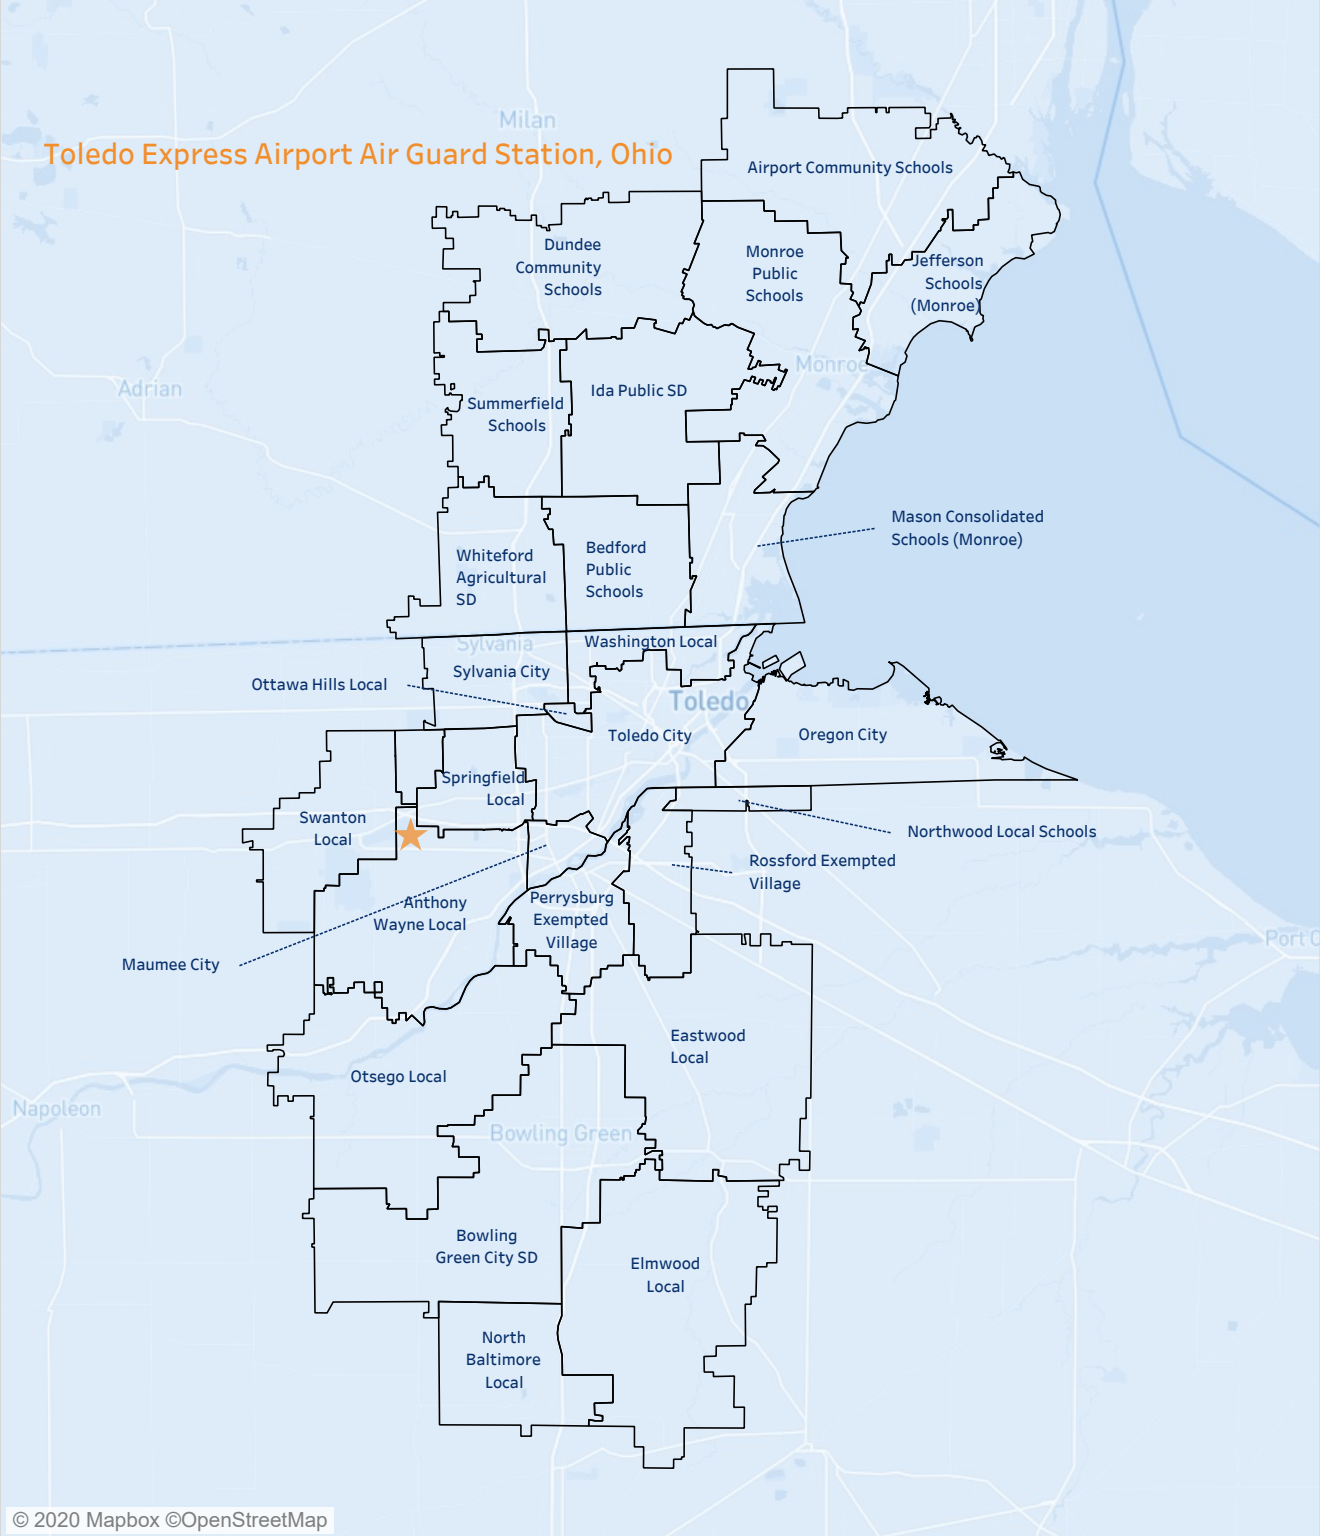 Milan
Toledo Express Airport Air Guard Station, Ohio
Airport Community Schools
Dundee
Community
Schools
Monroe
Public
Schools
Jefferson
Schools
(Monroe)
Monroe
Adrian
Ida Public SD
Summerfield
Schools
Mason Consolidated
Schools (Monroe)
Whiteford
Agricultural
SD
Bedford
Public
Schools
Washington Local
Sylvania
Sylvania City
Ottawa Hills Local
Toledo
Toledo City
Oregon City
Springfield
Local
Swanton
Local
Northwood Local Schools
Rossford Exempted
Village
Anthony
Wayne Local
Perrysburg
Exempted
Village
Maumee City
Port C
Eastwood
Local
Otsego Local
Napoleon
Bowling Green
Bowling
Green City SD
Elmwood
Local
North
Baltimore
Local
© 2020 Mapbox ©OpenStreetMap